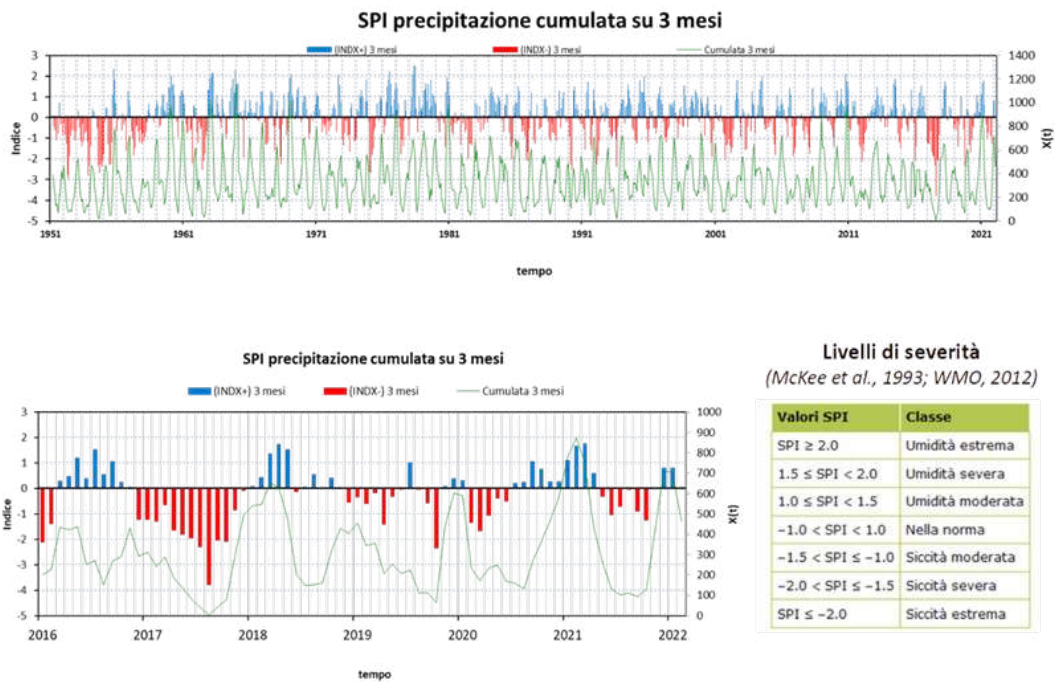 SPI precipitazione cumulata su 3 mesi
(INDX+) 3 mesi (INDX-) 3 mesi Cumulata 3 mesi
3 1400
2 1200
1 1000
0 800
-1 600
-2 400
-3 200
-4 0
-5
Indice
X(t)
1951 1961 1971 1981 1991 2001 2011 2021
tempo
SPI precipitazione cumulata su 3 mesi
(INDX+) 3 mesi (INDX-) 3 mesi Cumulata 3 mesi
3 1000
2 900
1 800
0 700
-1 600
-2 500
-3 400
-4 300
-5 200
100
0
Indice
X(t)
2016 2017 2018 2019 2020 2021 2022
tempo
Livelli di severità
(McKee et al., 1993; WMO, 2012)
Valori SPI Classe
SPI ≥ 2.0 Umidità estrema
1.5 ≤ SPI < 2.0 Umidità severa
1.0 ≤ SPI < 1.5 Umidità moderata
−1.0 < SPI < 1.0 Nella norma
−1.5 < SPI ≤ −1.0 Siccità moderata
−2.0 < SPI ≤ −1.5 Siccità severa
SPI ≤ −2.0 Siccità estrema